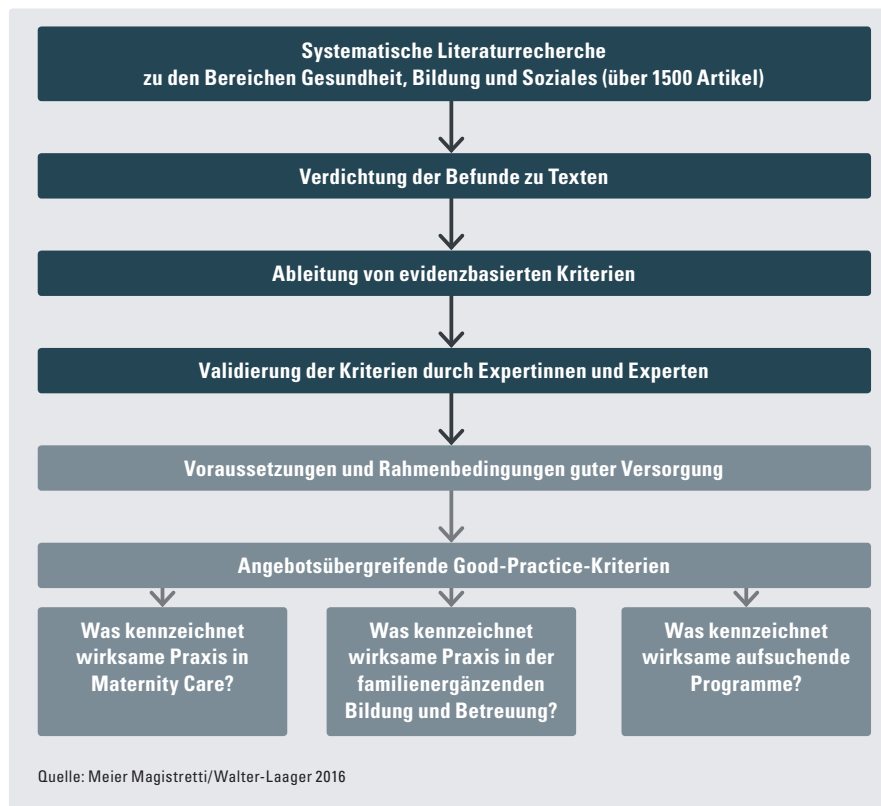 Systematische Literaturrecherche
zu den Bereichen Gesundheit, Bildung und Soziales (über 1500 Artikel)
Verdichtung der Befunde zu Texten
Ableitung von evidenzbasierten Kriterien
Validierung der Kriterien durch Expertinnen und Experten
Voraussetzungen und Rahmenbedingungen guter Versorgung
Angebotsübergreifende Good-Practice-Kriterien
Was kennzeichnet
wirksame Praxis in
Maternity Care?
Was kennzeichnet
wirksame Praxis in der
familienergänzenden
Bildung und Betreuung?
Was kennzeichnet
wirksame aufsuchende
Programme?
Quelle: Meier Magistretti/Walter-Laager 2016